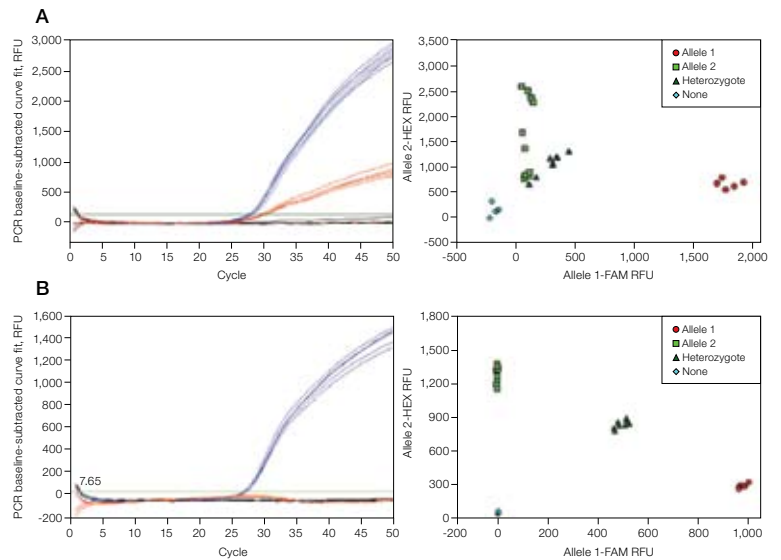 A
PCR baseline-subtracted curve fit, RFU
3,000
2,500
2,000
1,500
1,000
500
0
0 5 10 15 20 25 30 35 40 45 50
Cycle
Allele 2-HEX RFU
3,500
3,000
2,500
2,000
1,500
1,000
500
0
-500
-500 0 500 1,000 1,500 2,000
Allele 1-FAM RFU
Allele 1
Allele 2
Heterozygote
None
B
PCR baseline-subtracted curve fit, RFU
1,600
1,400
1,200
1,000
800
600
400
200
0
-200
7.65
0 5 10 15 20 25 30 35 40 45 50
Cycle
Allele 2-HEX RFU
1,800
1,500
1,200
900
600
300
0
-200 0 200 400 600 800 1,000
Allele 1-FAM RFU
Allele 1
Allele 2
Heterozygote
None